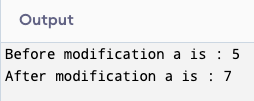 Output
Before modification a is : 5
After modification a is : 7